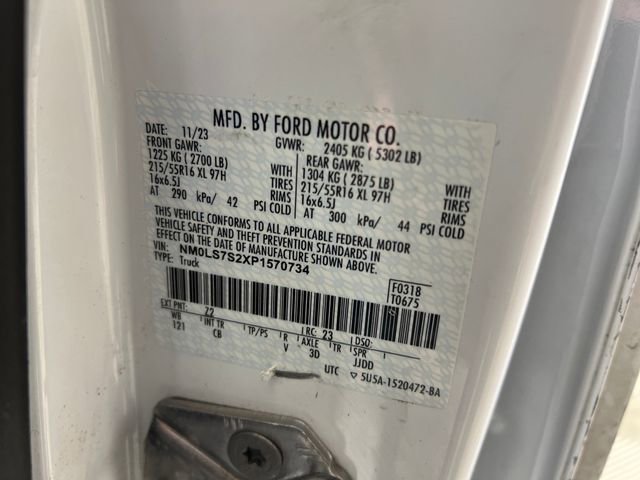 MFD. BY FORD MOTOR CO.
DATE: 11/23 GVWR: 2405 KG ( 5302 LB)
FRONT GAWR: REAR GAWR:
1225 KG ( 2700 LB) WITH 1304 KG ( 2875 LB) WITH
215/55R16 XL 97H TIRES 215/55R16 XL 97H TIRES
16x6.5J RIMS 16x6.5J RIMS
AT 290 kPa/ 42 PSI COLD AT 300 kPa/ 44 PSI COLD
THIS VEHICLE CONFORMS TO ALL APPLICABLE FEDERAL MOTOR
VEHICLE SAFETY AND THEFT PREVENTION STANDARDS IN
EFFECT ON THE DATE OF MANUFACTURE SHOWN ABOVE.
VIN: NM0LS7S2XP1570734
TYPE: Truck
F0318
T0675
EXT PNT: Z2 RC: 23 DSO:
WB INT TR TP/PS R AXLE TR SPR
121 CB V 3D JJDD
UTC ▽ 5U5A-1520472-BA